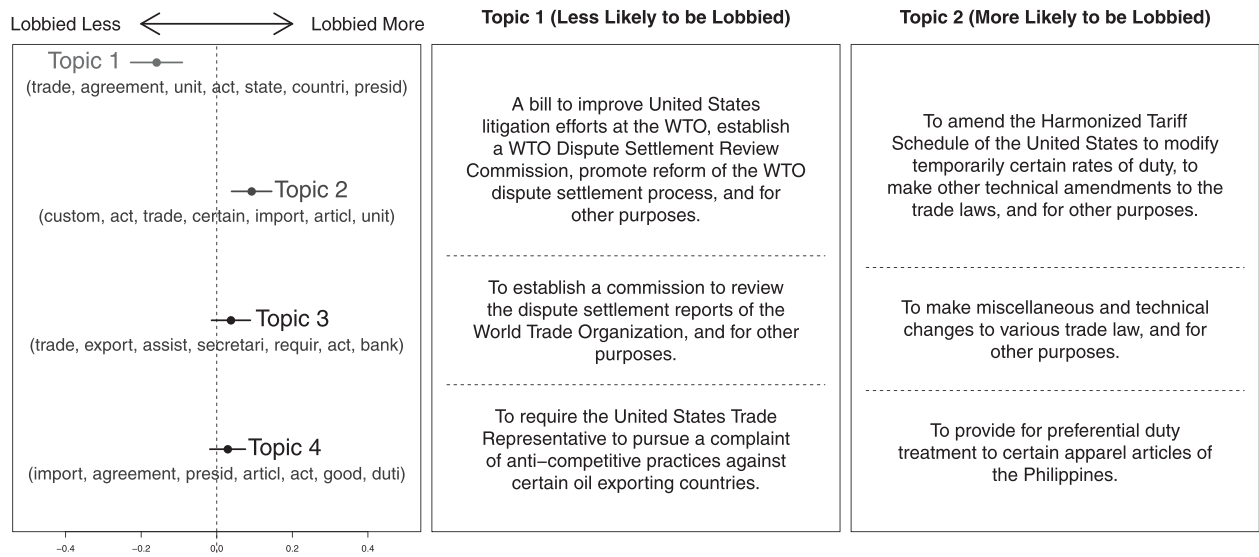 Lobbied Less
Lobbied More
Topic 1
(trade, agreement, unit, act, state, countri, presid)
Topic 2
(custom, act, trade, certain, import, articl, unit)
Topic 3
(trade, export, assist, secretari, requir, act, bank)
Topic 4
(import, agreement, presid, articl, act, good, duti)
−0.4
−0.2
0.0
0.2
0.4
Topic 1 (Less Likely to be Lobbied)
A bill to improve United States
litigation efforts at the WTO, establish
a WTO Dispute Settlement Review
Commission, promote reform of the WTO
dispute settlement process, and for
other purposes.
To establish a commission to review
the dispute settlement reports of the
World Trade Organization, and for other
purposes.
To require the United States Trade
Representative to pursue a complaint
of anti−competitive practices against
certain oil exporting countries.
Topic 2 (More Likely to be Lobbied)
To amend the Harmonized Tariff
Schedule of the United States to modify
temporarily certain rates of duty, to
make other technical amendments to the
trade laws, and for other purposes.
To make miscellaneous and technical
changes to various trade law, and for
other purposes.
To provide for preferential duty
treatment to certain apparel articles of
the Philippines.